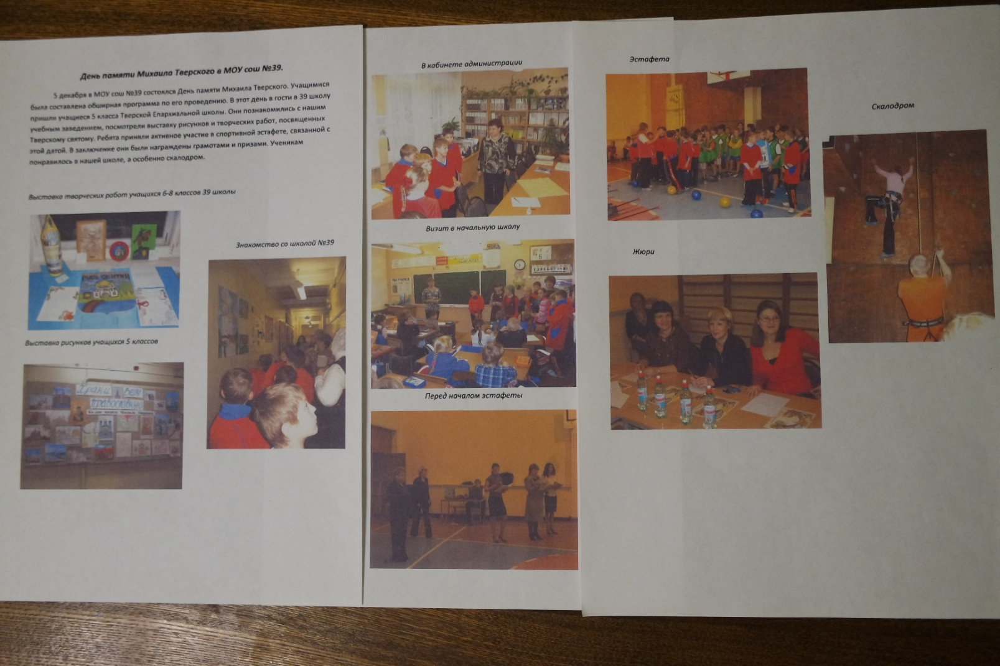 День памяти Михаила Тверского в МОУ сош №39.
5 декабря в МОУ сош №39 состоялся День памяти Михаила Тверского. Учащимися
была составлена обширная программа по его проведению. В этот день в гости в 39 школу
пришли учащиеся 5 класса Тверской Епархиальной школы. Они познакомились с нашим
учебным заведением, посмотрели выставку рисунков и творческих работ, посвященных
Тверскому святому. Ребята приняли активное участие в спортивной эстафете, связанной с
этой датой. В заключение они были награждены грамотами и призами. Ученикам
понравилось в нашей школе, а особенно скалодром.
Выставка творческих работ учащихся 6-8 классов 39 школы
Знакомство со школой №39
Выставка рисунков учащихся 5 классов
Храни веру
православную
В кабинете администрации
Визит в начальную школу
Перед началом эстафеты
Эстафета
Жюри
Скалодром